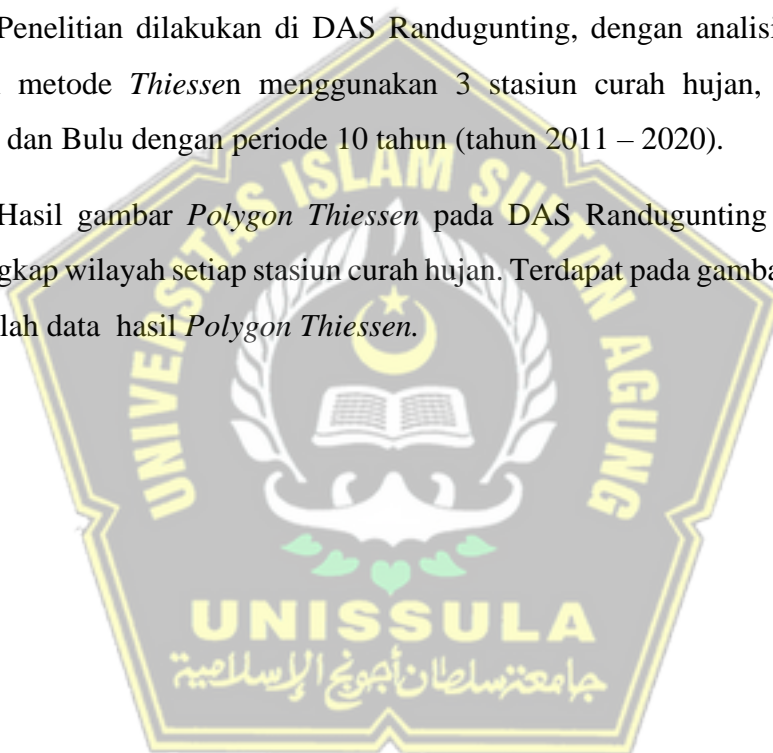 Penelitian dilakukan di DAS Randugunting, dengan analisi
metode Thiessen menggunakan 3 stasiun curah hujan,
dan Bulu dengan periode 10 tahun (tahun 2011 – 2020).
Hasil gambar Polygon Thiessen pada DAS Randugunting
gkap wilayah setiap stasiun curah hujan. Terdapat pada gamba
lah data hasil Polygon Thiessen.
UNIVERSITAS ISLAM SULTAN AGUNG
UNISSULA
جامعة سلطان أجونج الإسلامية